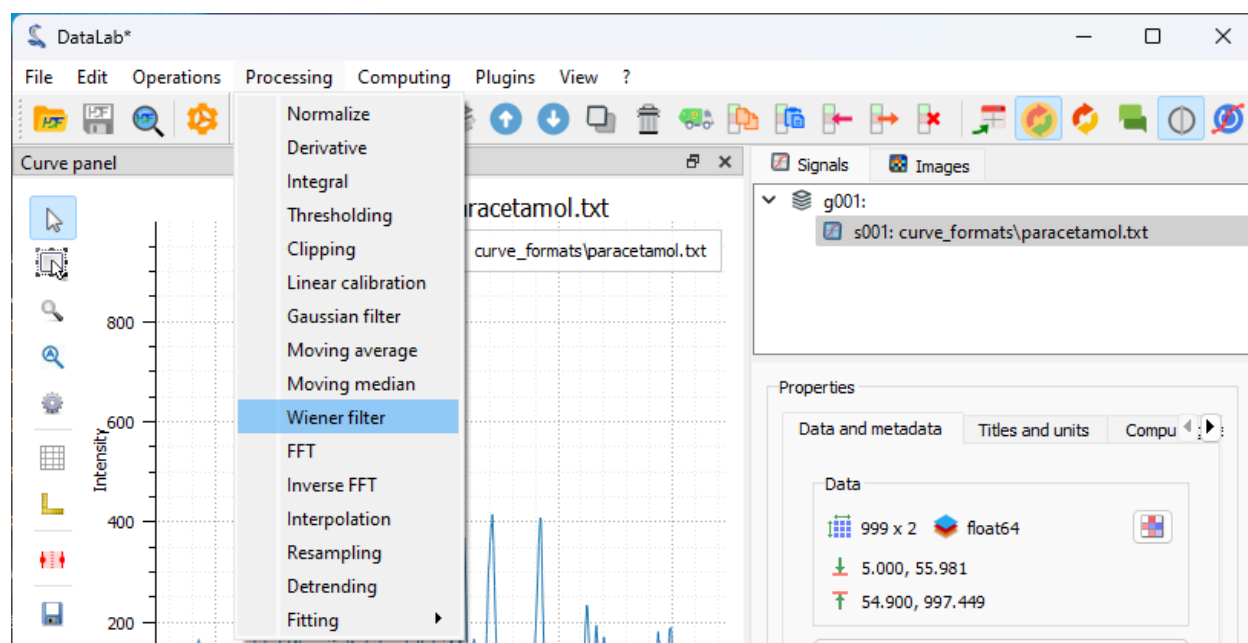 DataLab*
File Edit Operations Processing Computing Plugins View ?
Curve panel
Normalize
Derivative
Integral
Thresholding
Clipping
Linear calibration
Gaussian filter
Moving average
Moving median
Wiener filter
FFT
Inverse FFT
Interpolation
Resampling
Detrending
Fitting
racetamol.txt
curve_formats\paracetamol.txt
800
600
400
200
Intensity
Signals Images
g001:
s001: curve_formats\paracetamol.txt
Properties
Data and metadata Titles and units Compu
Data
999 x 2 float64
5.000, 55.981
54.900, 997.449